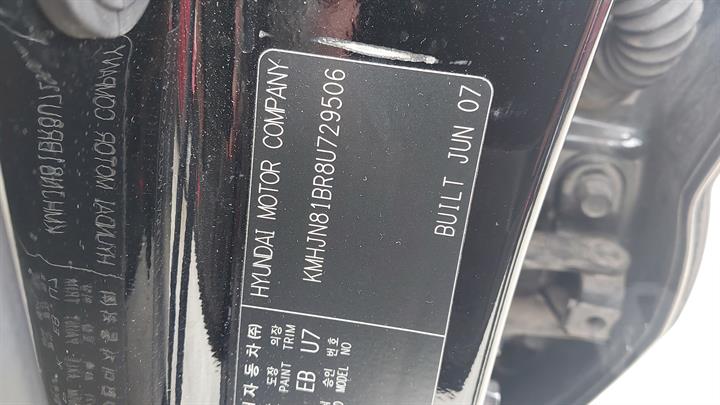 HYUNDAI MOTOR COMPANY
KMHJN81BR8U729506
BUILT JUN 07
자동차(주)
도장 의장
PAINT TRIM
EB U7
승인 번호
MODEL NO